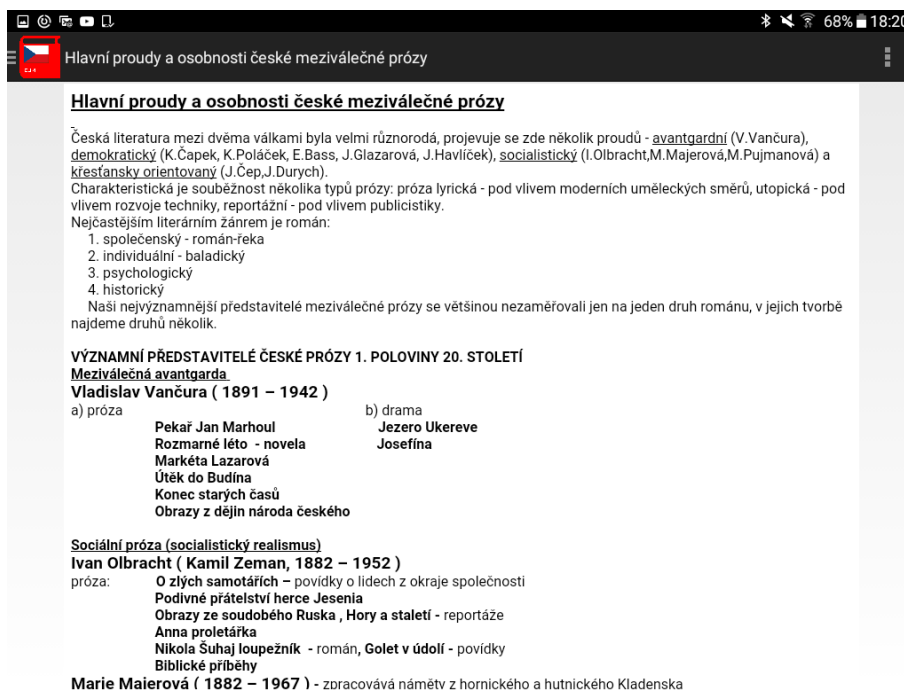 68% 18:20
Hlavní proudy a osobnosti české meziválečné prózy
Hlavní proudy a osobnosti české meziválečné prózy
Česká literatura mezi dvěma válkami byla velmi různorodá, projevuje se zde několik proudů - avantgardní (V.Vančura),
demokratický (K.Čapek, K.Poláček, E.Bass, J.Glazarová, J.Havlíček), socialistický (I.Olbracht,M.Majerová,M.Pujmanová) a
křesťansky orientovaný (J.Čep,J.Durych).
Charakteristická je souběžnost několika typů prózy: próza lyrická - pod vlivem moderních uměleckých směrů, utopická - pod
vlivem rozvoje techniky, reportážní - pod vlivem publicistiky.
Nejčastějším literárním žánrem je román:
1. společenský - román-řeka
2. individuální - baladický
3. psychologický
4. historický
Naši nejvýznamnější představitelé meziválečné prózy se většinou nezaměřovali jen na jeden druh románu, v jejich tvorbě
najdeme druhů několik.
VÝZNAMNÍ PŘEDSTAVITELÉ ČESKÉ PRÓZY 1. POLOVINY 20. STOLETÍ
Meziválečná avantgarda
Vladislav Vančura ( 1891 – 1942 )
a) próza b) drama
Pekař Jan Marhoul Jezero Ukereve
Rozmarné léto - novela Josefína
Markéta Lazarová
Útěk do Budína
Konec starých časů
Obrazy z dějin národa českého
Sociální próza (socialistický realismus)
Ivan Olbracht ( Kamil Zeman, 1882 – 1952 )
próza: O zlých samotářích – povídky o lidech z okraje společnosti
Podivné přátelství herce Jesenia
Obrazy ze soudobého Ruska , Hory a staletí - reportáže
Anna proletářka
Nikola Šuhaj loupežník - román, Golet v údolí - povídky
Biblické příběhy
Marie Majerová ( 1882 – 1967 ) - zpracovává náměty z hornického a hutnického Kladenska